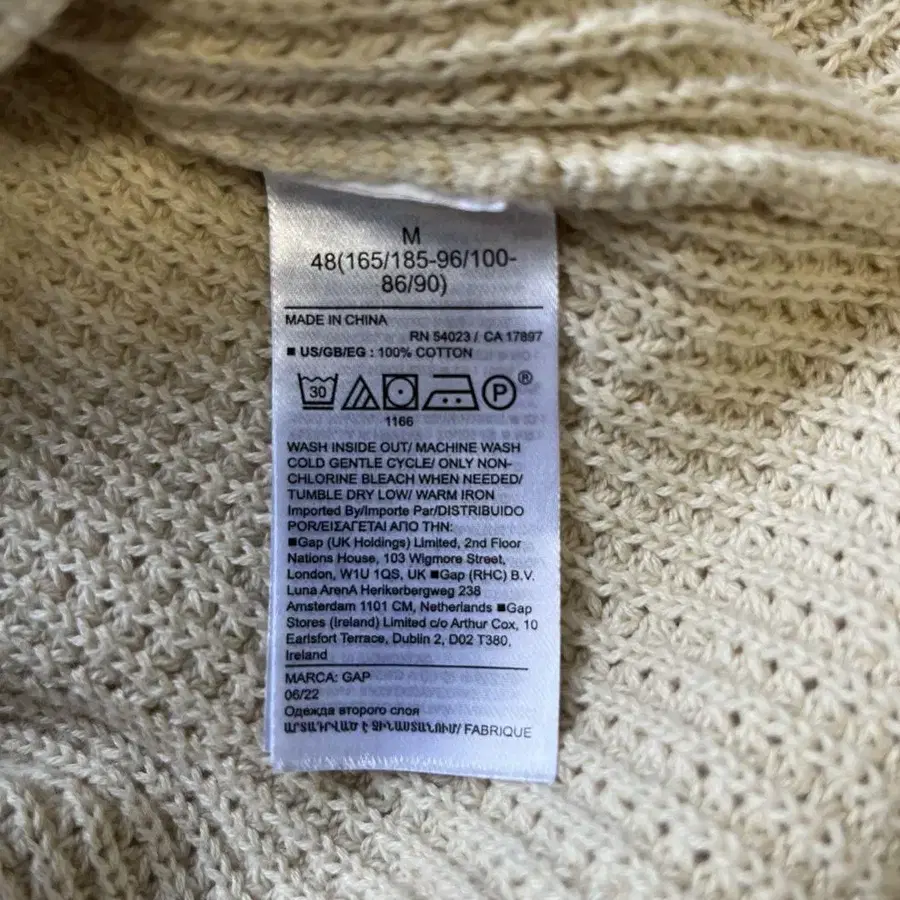 M
48(165/185-96/100-
86/90)
MADE IN CHINA
RN 54023 / CA 17897
■ US/GB/EG : 100% COTTON
30
P
®
1166
WASH INSIDE OUT/ MACHINE WASH
COLD GENTLE CYCLE/ ONLY NON-
CHLORINE BLEACH WHEN NEEDED/
TUMBLE DRY LOW/ WARM IRON
Imported By/Importe Par/DISTRIBUIDO
POR/ΕΙΣΑΓΕΤΑΙ ΑΠΟ ΤΗΝ:
■Gap (UK Holdings) Limited, 2nd Floor
Nations House, 103 Wigmore Street,
London, W1U 1QS, UK ■Gap (RHC) B.V.
Luna ArenA Herikerbergweg 238
Amsterdam 1101 CM, Netherlands ■Gap
Stores (Ireland) Limited c/o Arthur Cox, 10
Earlsfort Terrace, Dublin 2, D02 T380,
Ireland
MARCA: GAP
06/22
Одежда второго слоя
ԱՐՏԱԴՐՎԱԾ Է ՉԻՆԱՍՏԱՆՈՒՄ/ FABRIQUE